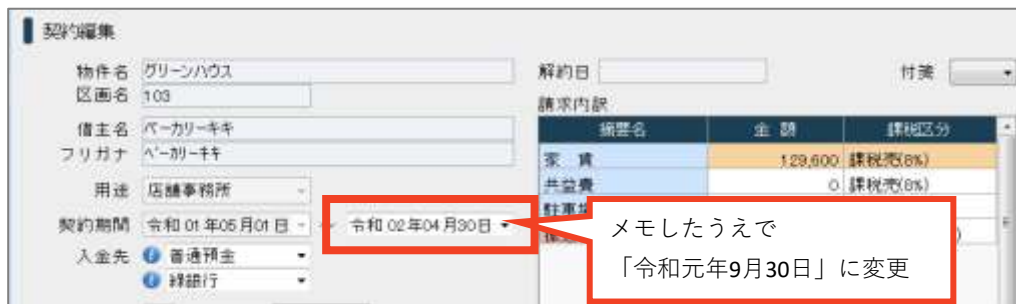 契約編集
物件名 グリーンハウス
区画名 103
借主名 ベーカリーキキ
フリガナ ベーカリーキキ
用途 店舗事務所
契約期間 令和 01 年05 月01 日 ~ 令和 02年04 月30日
入金先 普通預金
緑銀行
解約日
付箋
請求内訳
摘要名 金 額 課税区分
家 賃 129,600 課税売(8%)
共益費 0 課税売(8%)
駐車場
メモしたうえで
「令和元年9月30日」に変更